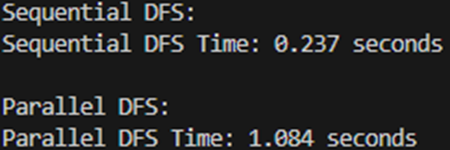 Sequential DFS:
Sequential DFS Time: 0.237 seconds
Parallel DFS:
Parallel DFS Time: 1.084 seconds